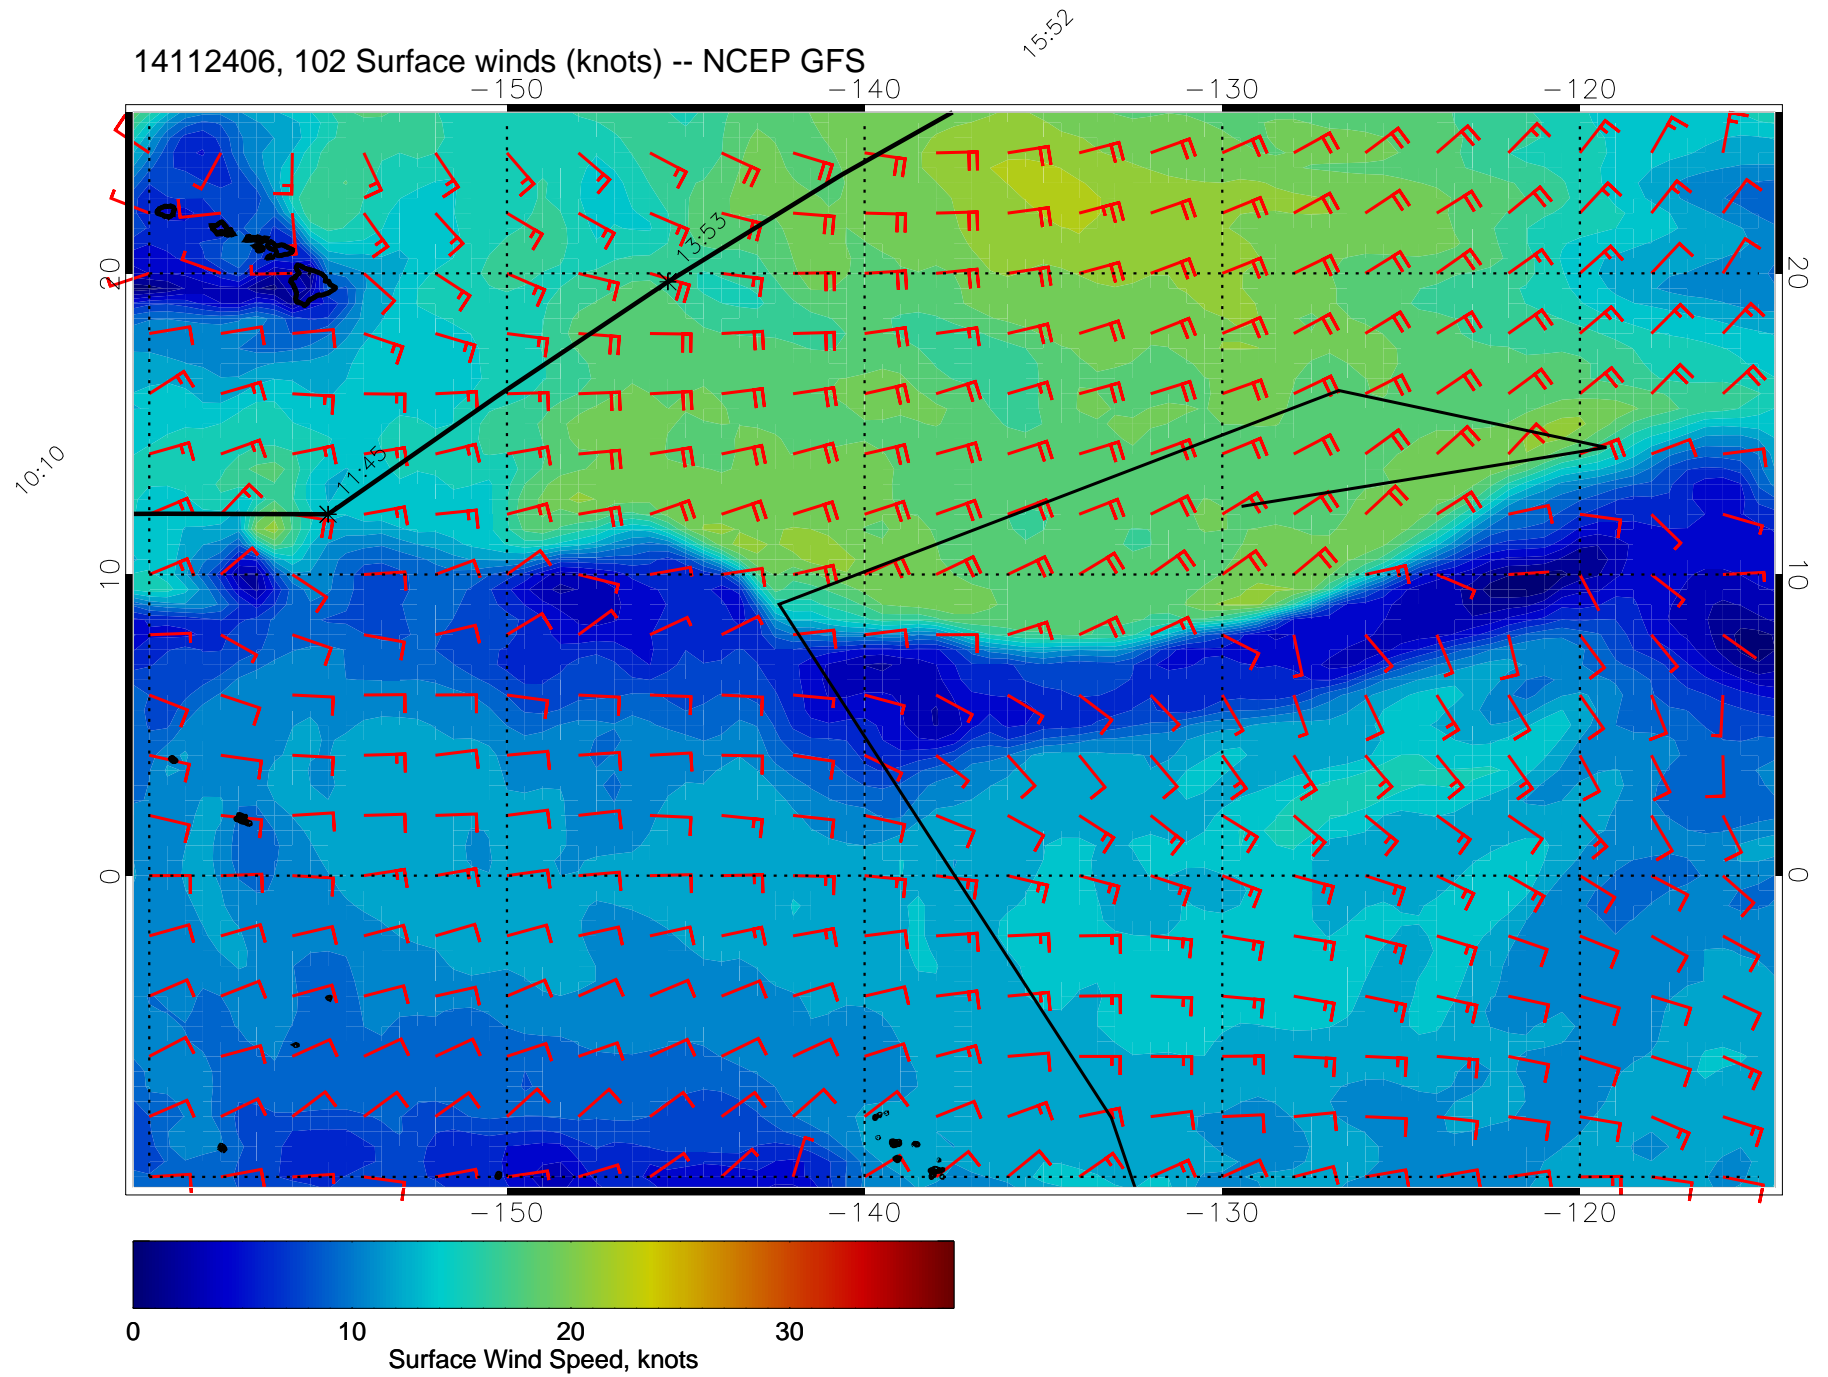 15:52
14112406, 102 Surface winds (knots) -- NCEP GFS
-150 -140 -130 -120
13:53
20 20
10:10 11:45
10 10
0 0
-150 -140 -130 -120
0 10 20 30
Surface Wind Speed, knots